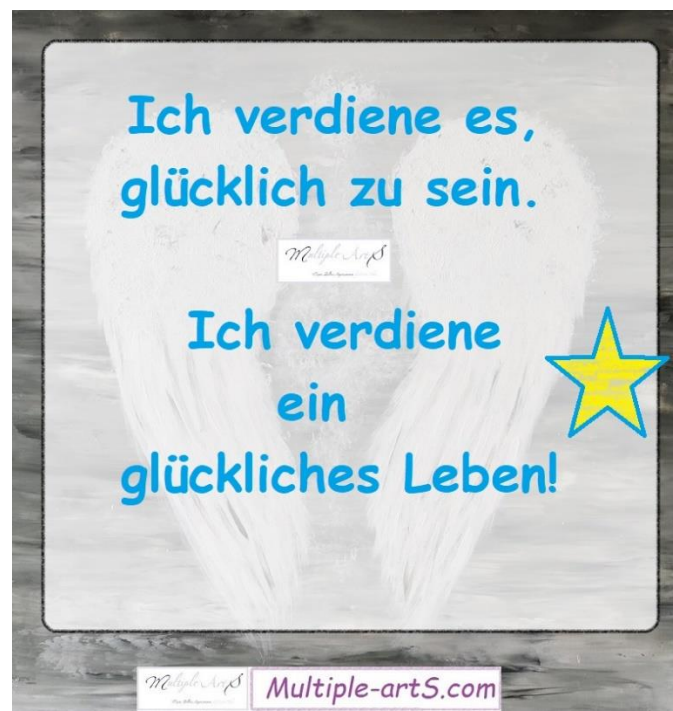 Ich verdiene es,
glücklich zu sein.
Multiple ArtS
Ich verdiene
ein
glückliches Leben!
Multiple ArtS
Multiple-artS.com